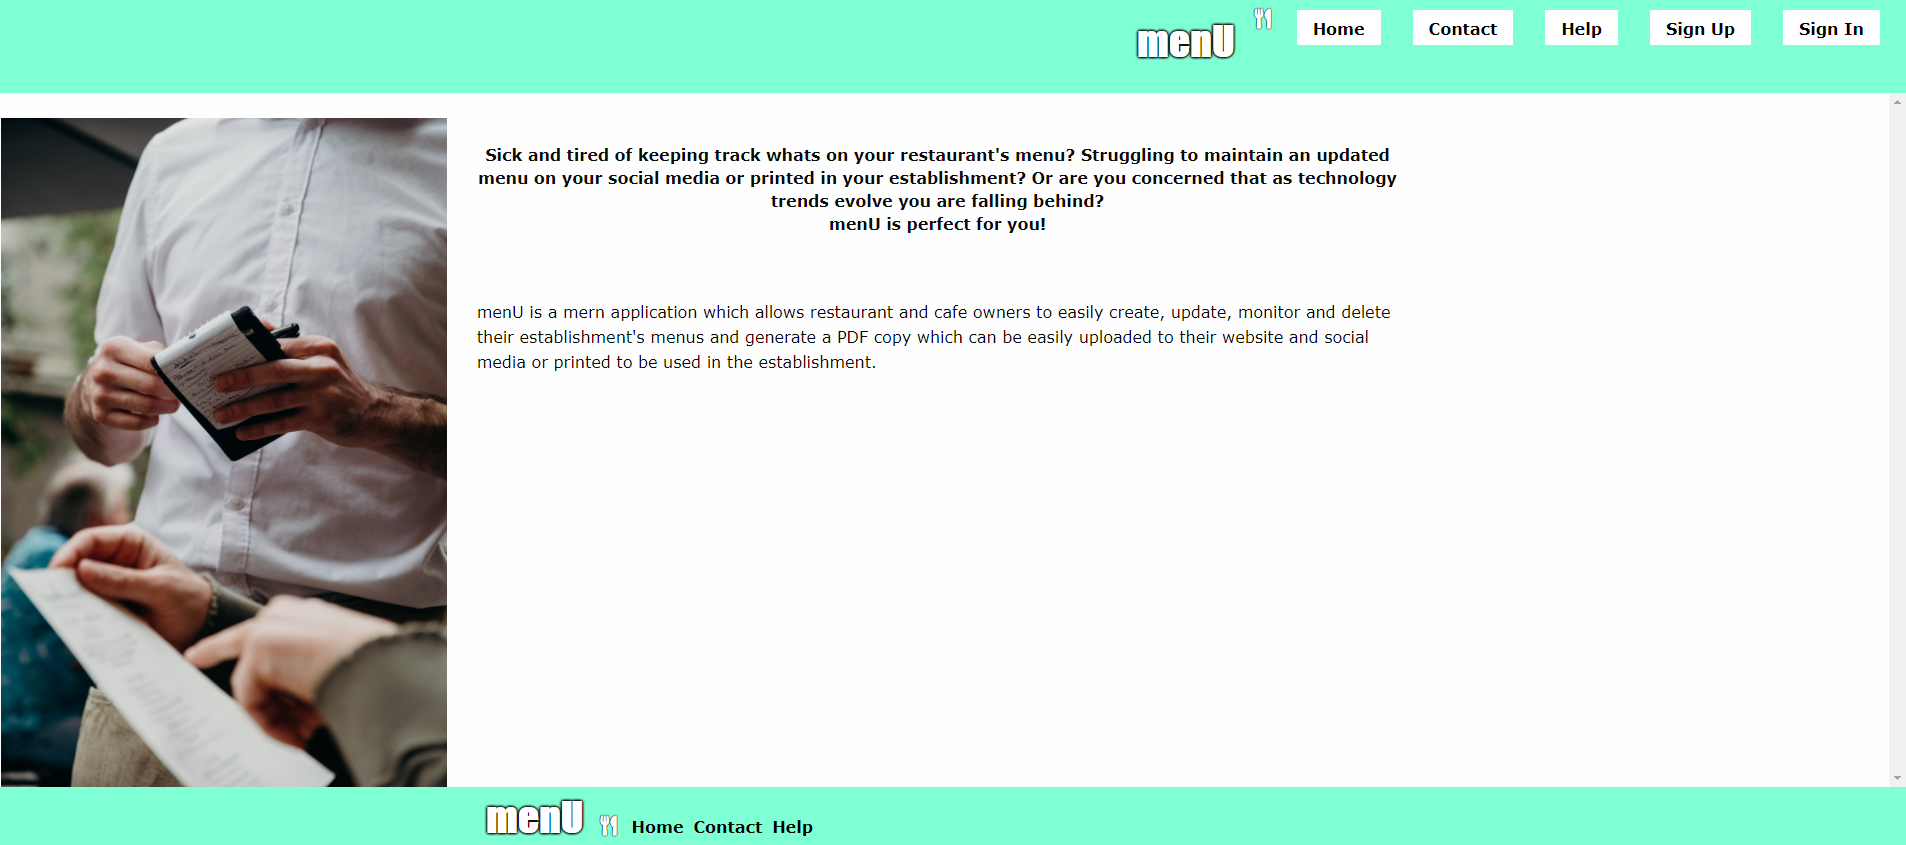 menU
Home Contact Help Sign Up Sign In
Sick and tired of keeping track whats on your restaurant's menu? Struggling to maintain an updated
menu on your social media or printed in your establishment? Or are you concerned that as technology
trends evolve you are falling behind?
menU is perfect for you!
menU is a mern application which allows restaurant and cafe owners to easily create, update, monitor and delete
their establishment's menus and generate a PDF copy which can be easily uploaded to their website and social
media or printed to be used in the establishment.
menU Home Contact Help